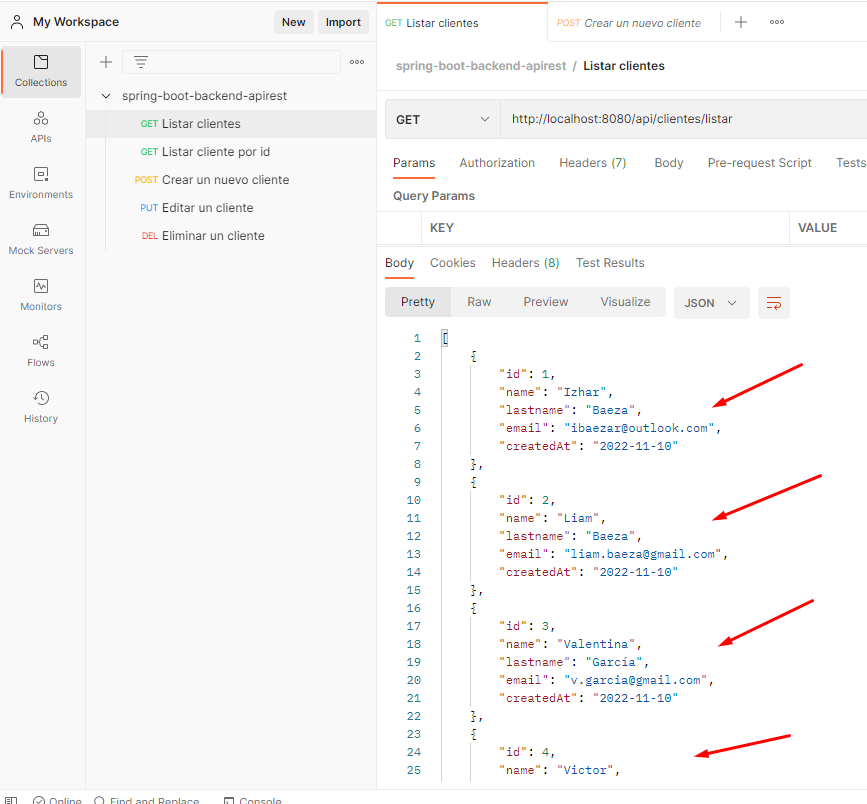 My Workspace
New
Import
Collections
APIs
Environments
Mock Servers
Monitors
Flows
History
spring-boot-backend-apirest
GET Listar clientes
GET Listar cliente por id
POST Crear un nuevo cliente
PUT Editar un cliente
DEL Eliminar un cliente
GET Listar clientes
POST Crear un nuevo cliente
spring-boot-backend-apirest / Listar clientes
GET http://localhost:8080/api/clientes/listar
Params Authorization Headers (7) Body Pre-request Script Tests
Query Params
KEY VALUE
Body Cookies Headers (8) Test Results
Pretty Raw Preview Visualize JSON
1 [
2 {
3 "id": 1,
4 "name": "Izhar",
5 "lastname": "Baeza",
6 "email": "ibaezar@outlook.com",
7 "createdAt": "2022-11-10"
8 },
9 {
10 "id": 2,
11 "name": "Liam",
12 "lastname": "Baeza",
13 "email": "liam.baeza@gmail.com",
14 "createdAt": "2022-11-10"
15 },
16 {
17 "id": 3,
18 "name": "Valentina",
19 "lastname": "García",
20 "email": "v.garcia@gmail.com",
21 "createdAt": "2022-11-10"
22 },
23 {
24 "id": 4,
25 "name": "Victor",
Online Find and Replace Console